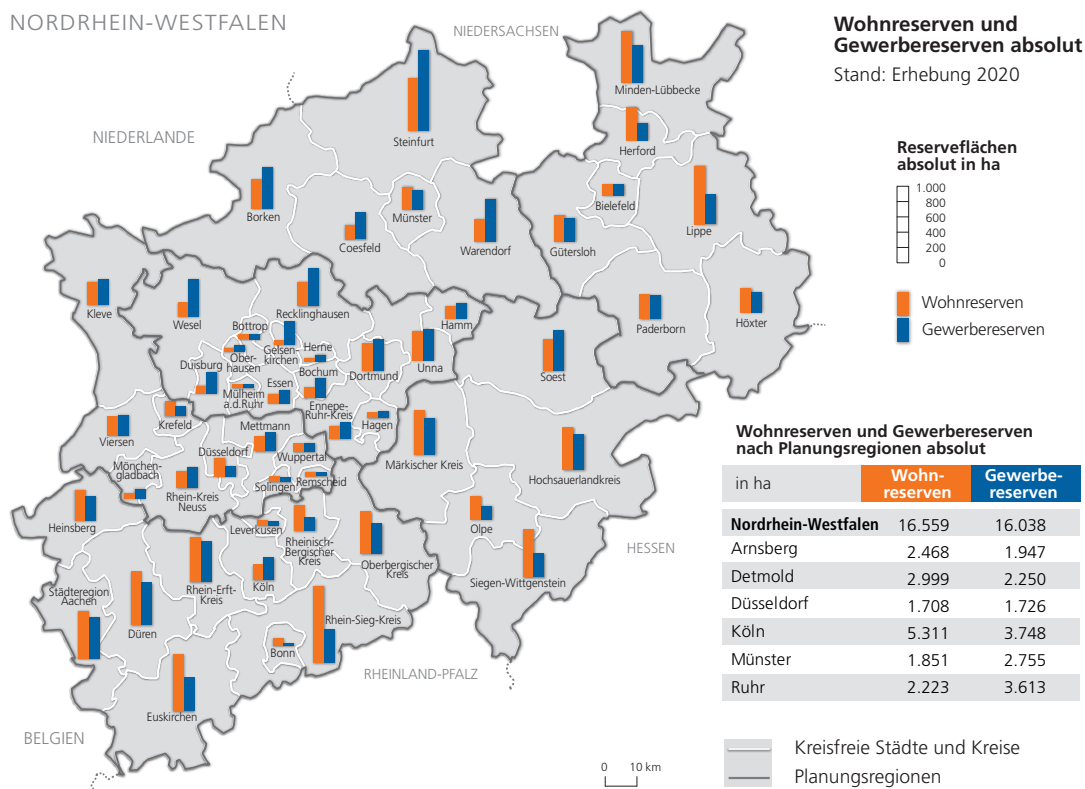 NORDRHEIN-WESTFALEN
Wohnreserven und
Gewerbereserven absolut
Stand: Erhebung 2020
NIEDERSACHSEN
NIEDERLANDE
HESSEN
RHEINLAND-PFALZ
BELGIEN
Minden-Lübbecke
Steinfurt
Herford
Bielefeld
Lippe
Borken
Münster
Coesfeld
Warendorf
Gütersloh
Kleve
Wesel
Recklinghausen
Hamm
Paderborn
Höxter
Bottrop
Ober-
hausen
Gelsen-
kirchen
Herne
Bochum
Dortmund
Unna
Soest
Duisburg
Mülheim
a.d.Ruhr
Essen
Ennepe-
Ruhr-Kreis
Hagen
Krefeld
Viersen
Mettmann
Düsseldorf
Wuppertal
Märkischer Kreis
Hochsauerlandkreis
Mönchen-
gladbach
Rhein-Kreis
Neuss
Solingen
Remscheid
Heinsberg
Leverkusen
Rheinisch-
Bergischer
Kreis
Oberbergischer
Kreis
Olpe
Siegen-Wittgenstein
Rhein-Erft-
Kreis
Köln
Städteregion
Aachen
Düren
Rhein-Sieg-Kreis
Bonn
Euskirchen
0 10 km
Reserveflächen
absolut in ha
1.000
800
600
400
200
0
Wohnreserven
Gewerbereserven
Wohnreserven und Gewerbereserven
nach Planungsregionen absolut
in ha Wohn- reserven Gewerbe- reserven
Nordrhein-Westfalen 16.559 16.038
Arnsberg 2.468 1.947
Detmold 2.999 2.250
Düsseldorf 1.708 1.726
Köln 5.311 3.748
Münster 1.851 2.755
Ruhr 2.223 3.613
Kreisfreie Städte und Kreise
Planungsregionen